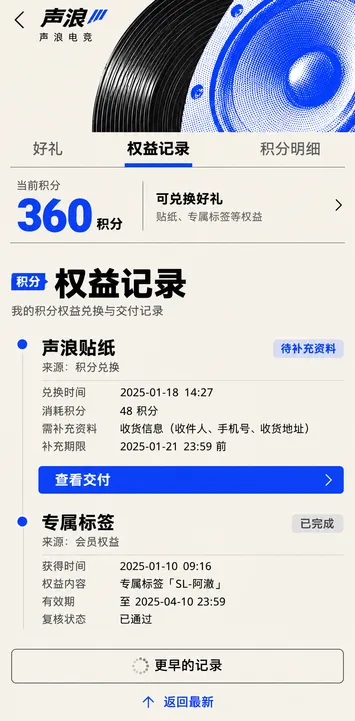 声浪
声浪电竞
好礼 权益记录 积分明细
当前积分
360 积分
可兑换好礼
贴纸、专属标签等权益
积分 权益记录
我的积分权益兑换与交付记录
声浪贴纸 待补充资料
来源：积分兑换
兑换时间 2025-01-18 14:27
消耗积分 48 积分
需补充资料 收货信息（收件人、手机号、收货地址）
补充期限 2025-01-21 23:59 前
查看交付
专属标签 已完成
来源：会员权益
获得时间 2025-01-10 09:16
权益内容 专属标签「SL-阿澈」
有效期 至 2025-04-10 23:59
复核状态 已通过
更早的记录
返回最新